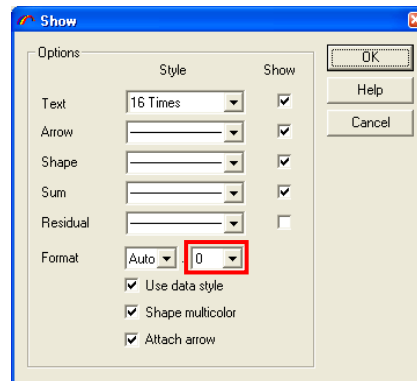 Show
Options
Style Show
OK
Text 16 Times
Help
Arrow
Cancel
Shape
Sum
Residual
Format Auto . 0
Use data style
Shape multicolor
Attach arrow